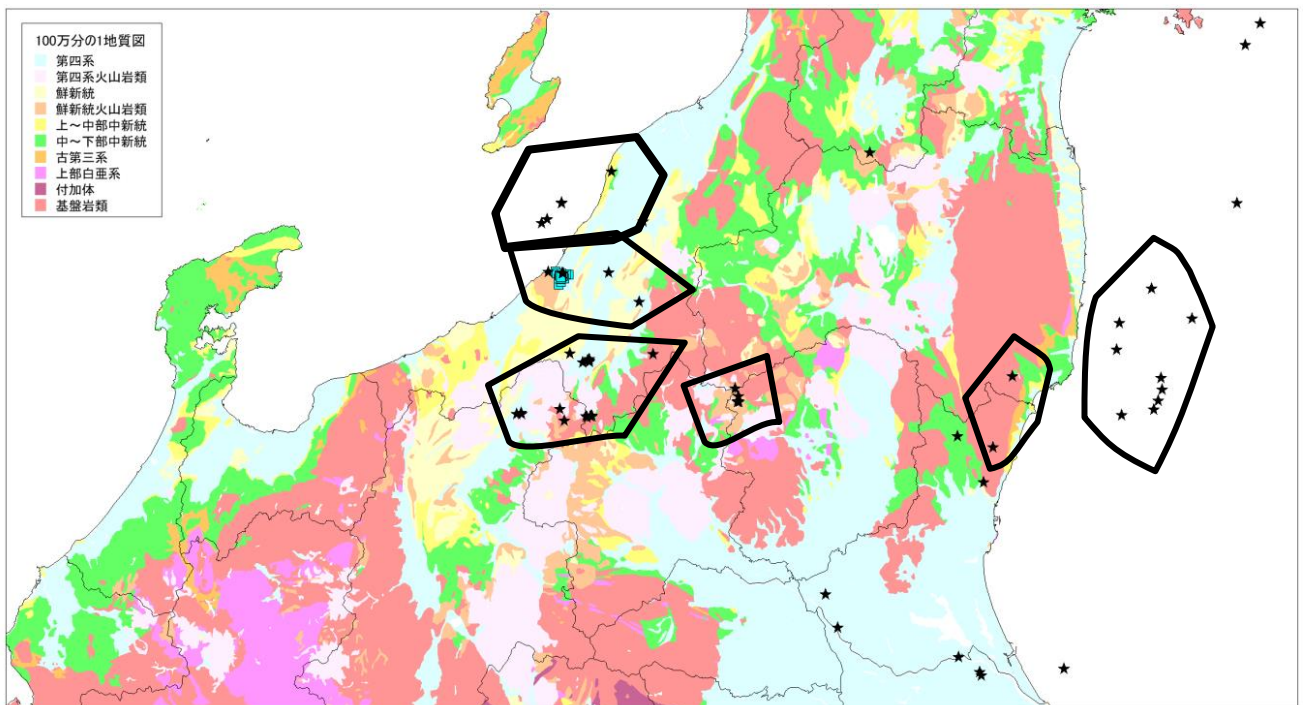 100万分の1地質図
第四系
第四系火山岩類
鮮新統
鮮新統火山岩類
上～中部中新統
中～下部中新統
古第三系
上部白亜系
付加体
基盤岩類